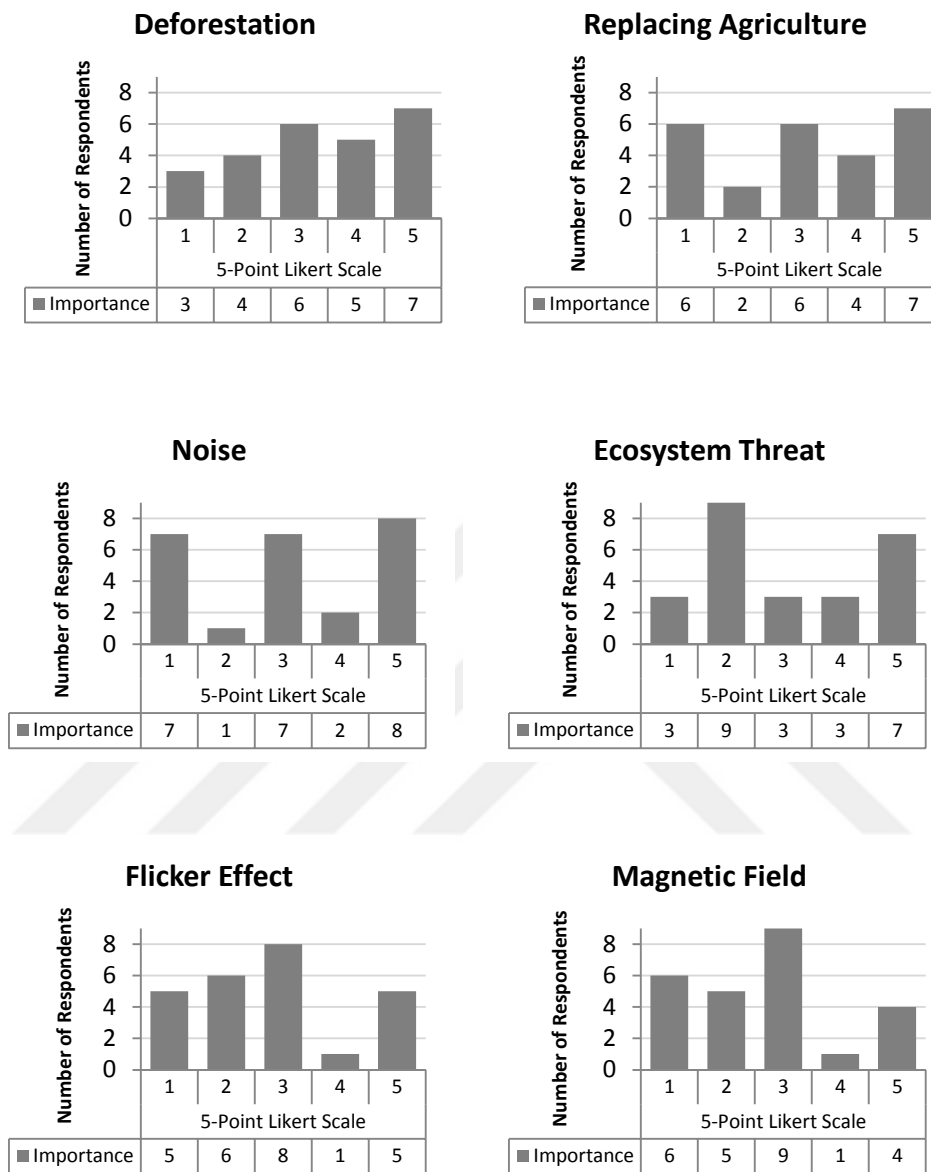 Deforestation
Number of Respondents
8
6
4
2
0
1 2 3 4 5
5-Point Likert Scale
Importance 3 4 6 5 7
Replacing Agriculture
Number of Respondents
8
6
4
2
0
1 2 3 4 5
5-Point Likert Scale
Importance 6 2 6 4 7
Noise
Number of Respondents
8
6
4
2
0
1 2 3 4 5
5-Point Likert Scale
Importance 7 1 7 2 8
Ecosystem Threat
Number of Respondents
8
6
4
2
0
1 2 3 4 5
5-Point Likert Scale
Importance 3 9 3 3 7
Flicker Effect
Number of Respondents
8
6
4
2
0
1 2 3 4 5
5-Point Likert Scale
Importance 5 6 8 1 5
Magnetic Field
Number of Respondents
8
6
4
2
0
1 2 3 4 5
5-Point Likert Scale
Importance 6 5 9 1 4